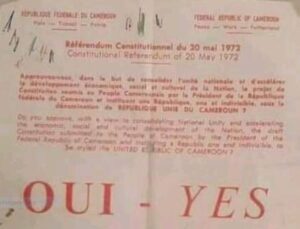 REPUBLIQUE FEDERALE DU CAMEROUN
Paix - Travail - Patrie
FEDERAL REPUBLIC OF CAMEROON
Peace - Work - Fatherland
Référendum Constitutionnel du 20 mai 1972
Constitutional Referendum of 20 May 1972
Approuvez-vous, dans le but de consolider l'unité nationale et d'accélérer
le développement économique, social et culturel de la Nation, le projet de
Constitution soumis au Peuple Camerounais par le Président de la République
fédérale du Cameroun et instituant une République, une et indivisible, sous la
dénomination de REPUBLIQUE UNIE DU CAMEROUN ?
Do you approve, with a view to consolidating National Unity and accelerating
the economic, social and cultural development of the Nation, the draft
Constitution submitted to the People of Cameroon by the President of the
Federal Republic of Cameroon and instituting a Republic one and indivisible, to
be styled the UNITED REPUBLIC OF CAMEROON ?
OUI - YES